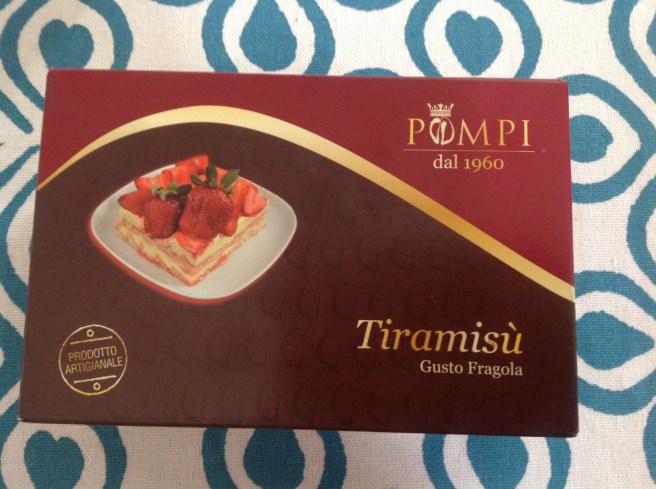 POMPI
dal 1960
Tiramisù
Gusto Fragola
PRODOTTO
ARTIGIANALE